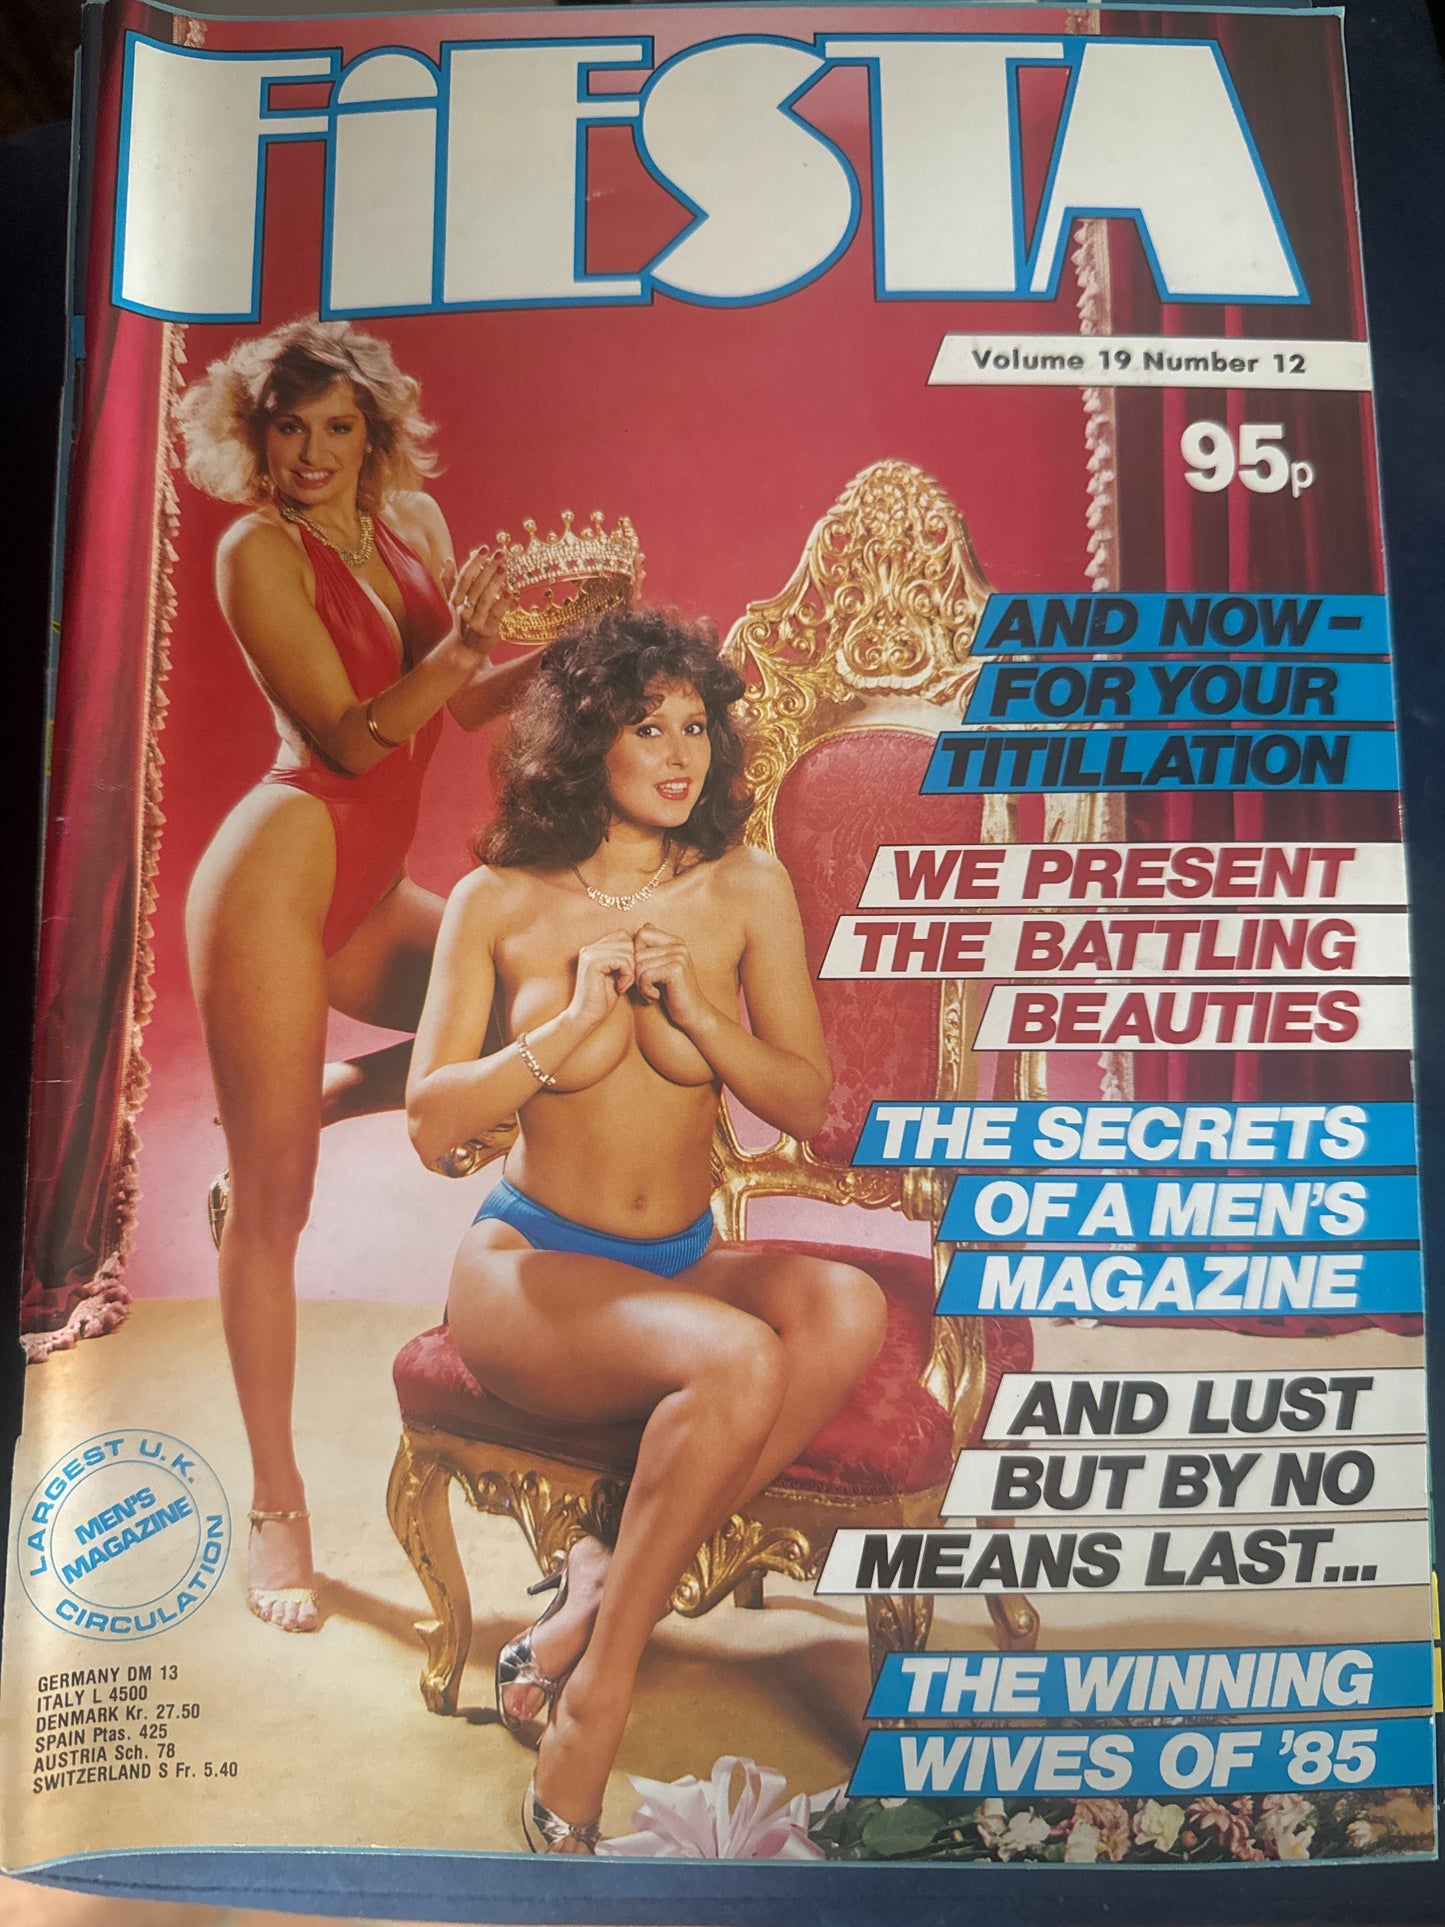 FiESTA
Volume 19 Number 12
95p
AND NOW-
FOR YOUR
TITILLATION
WE PRESENT
THE BATTLING
BEAUTIES
THE SECRETS
OF A MEN'S
MAGAZINE
AND LUST
BUT BY NO
MEANS LAST...
THE WINNING
WIVES OF '85
LARGEST U.K.
MEN'S
MAGAZINE
CIRCULATION
GERMANY DM 13
ITALY L 4500
DENMARK Kr. 27.50
SPAIN Ptas. 425
AUSTRIA Sch. 78
SWITZERLAND S Fr. 5.40